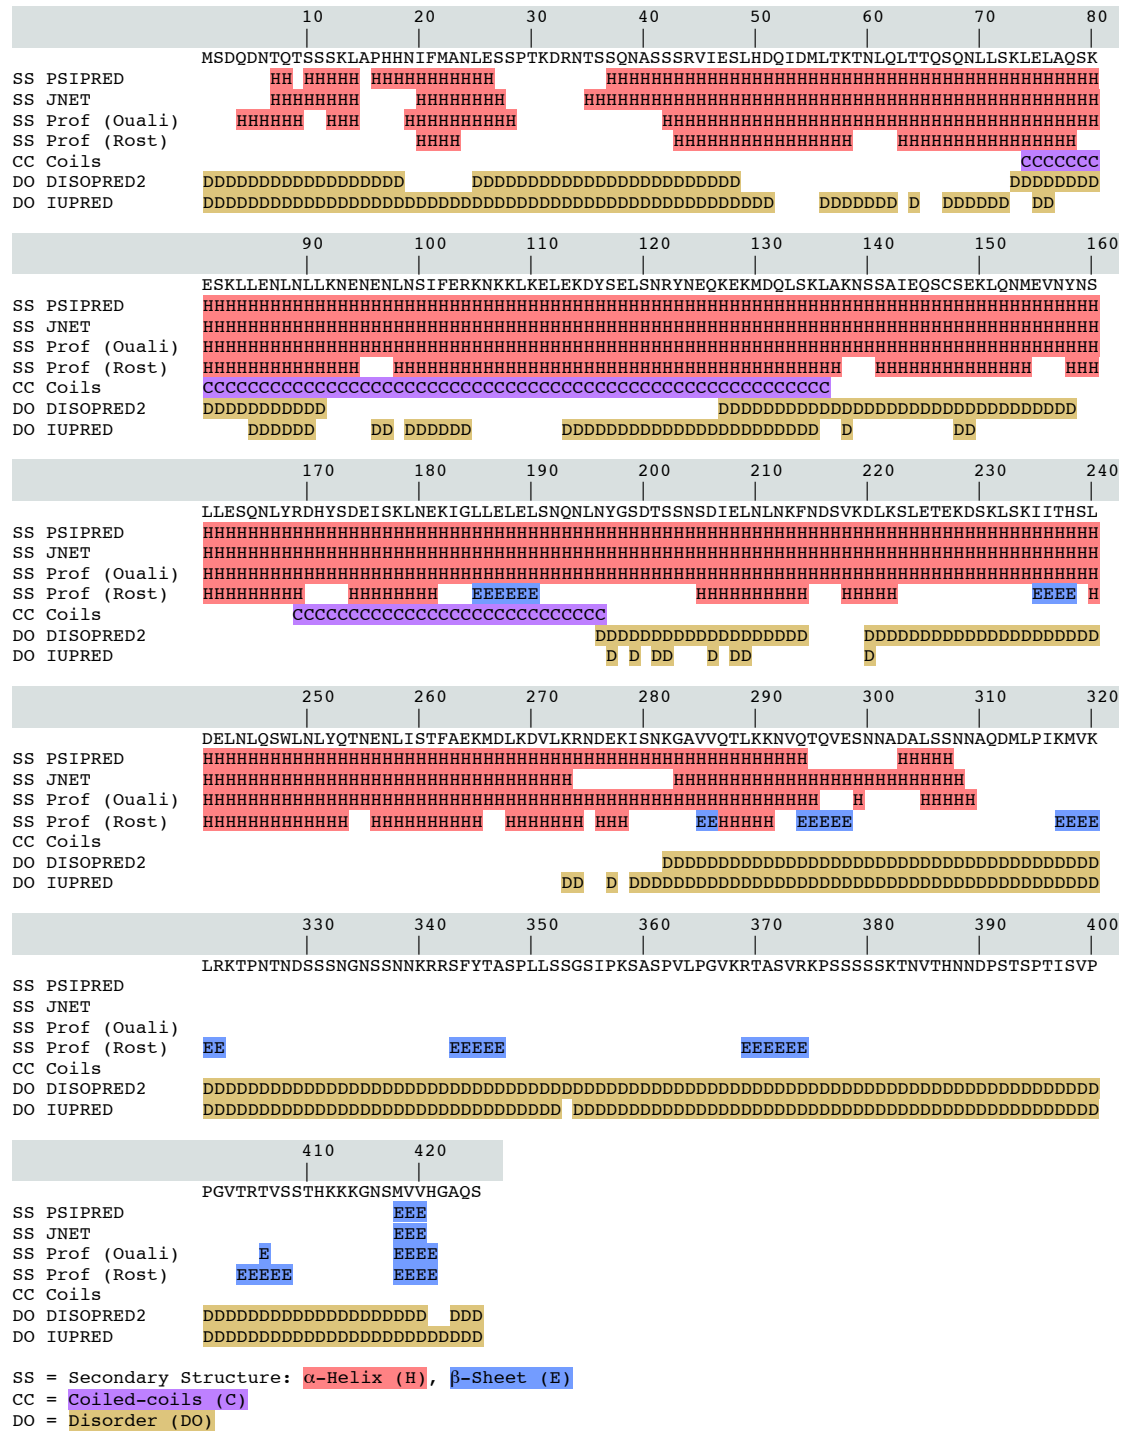 10 20 30 40 50 60 70 80
| | | | | | | |
MSDQDNTQTSSSKLAPHHNIFMANLESSPTKDRNTSSQNASSSRVIESLHDQIDMLTKTNLQLTTQSQNLLSKLELAQSK
SS PSIPRED HH HHHHH HHHHHHHHHHH HHHHHHHHHHHHHHHHHHHHHHHHHHHHHHHHHHHHHHHHHHHH
SS JNET HHHHHHHH HHHHHHHH HHHHHHHHHHHHHHHHHHHHHHHHHHHHHHHHHHHHHHHHHHHHHH
SS Prof (Ouali) HHHHHH HHH HHHHHHHHHH HHHHHHHHHHHHHHHHHHHHHHHHHHHHHHHHHHHHHHH
SS Prof (Rost) HHHH HHHHHHHHHHHHHHHH HHHHHHHHHHHHHHHH
CC Coils CCCCCCC
DO DISOPRED2 DDDDDDDDDDDDDDDDDD DDDDDDDDDDDDDDDDDDDDDDDD DDDDDDDD
DO IUPRED DDDDDDDDDDDDDDDDDDDDDDDDDDDDDDDDDDDDDDDDDDDDDDDDDDD DDDDDDD D DDDDDD DD
90 100 110 120 130 140 150 160
| | | | | | | |
ESKLLENLNLLKNENENLNSIFERKNKKLKELEKDYSELSNRYNEQKEKMDQLSKLAKNSSAIEQSCSEKLQNMEVNYNS
SS PSIPRED HHHHHHHHHHHHHHHHHHHHHHHHHHHHHHHHHHHHHHHHHHHHHHHHHHHHHHHHHHHHHHHHHHHHHHHHHHHHHHHH
SS JNET HHHHHHHHHHHHHHHHHHHHHHHHHHHHHHHHHHHHHHHHHHHHHHHHHHHHHHHHHHHHHHHHHHHHHHHHHHHHHHHH
SS Prof (Ouali) HHHHHHHHHHHHHHHHHHHHHHHHHHHHHHHHHHHHHHHHHHHHHHHHHHHHHHHHHHHHHHHHHHHHHHHHHHHHHHHH
SS Prof (Rost) HHHHHHHHHHHHHH HHHHHHHHHHHHHHHHHHHHHHHHHHHHHHHHHHHHHHHH HHHHHHHHHHHHHH HHH
CC Coils CCCCCCCCCCCCCCCCCCCCCCCCCCCCCCCCCCCCCCCCCCCCCCCCCCCCCCCC
DO DISOPRED2 DDDDDDDDDDD DDDDDDDDDDDDDDDDDDDDDDDDDDDDDDDD
DO IUPRED DDDDDD DD DDDDDD DDDDDDDDDDDDDDDDDDDDDDD D DD
170 180 190 200 210 220 230 240
| | | | | | | |
LLESQNLYRDHYSDEISKLNEKIGLLELELSNQNLNYGSDTSSNSDIELNLNKFNDSVKDLKSLETEKDSKLSKIITHSL
SS PSIPRED HHHHHHHHHHHHHHHHHHHHHHHHHHHHHHHHHHHHHHHHHHHHHHHHHHHHHHHHHHHHHHHHHHHHHHHHHHHHHHHH
SS JNET HHHHHHHHHHHHHHHHHHHHHHHHHHHHHHHHHHHHHHHHHHHHHHHHHHHHHHHHHHHHHHHHHHHHHHHHHHHHHHHH
SS Prof (Ouali) HHHHHHHHHHHHHHHHHHHHHHHHHHHHHHHHHHHHHHHHHHHHHHHHHHHHHHHHHHHHHHHHHHHHHHHHHHHHHHHH
SS Prof (Rost) HHHHHHHHH HHHHHHHH EEEEEE HHHHHHHHHH HHHHH EEEE H
CC Coils CCCCCCCCCCCCCCCCCCCCCCCCCCCC
DO DISOPRED2 DDDDDDDDDDDDDDDDDDD DDDDDDDDDDDDDDDDDDDDD
DO IUPRED D D DD D DD D
250 260 270 280 290 300 310 320
| | | | | | | |
DELNLQSWLNLYQTNENLISTFAEKMDLKDVLKRNDEKISNKGAVVQTLKKNVQTQVESNNADALSSNNAQDMLPIKMVK
SS PSIPRED HHHHHHHHHHHHHHHHHHHHHHHHHHHHHHHHHHHHHHHHHHHHHHHHHHHHHH HHHHH
SS JNET HHHHHHHHHHHHHHHHHHHHHHHHHHHHHHHHH HHHHHHHHHHHHHHHHHHHHHHHHHH
SS Prof (Ouali) HHHHHHHHHHHHHHHHHHHHHHHHHHHHHHHHHHHHHHHHHHHHHHHHHHHHHHH H HHHHH
SS Prof (Rost) HHHHHHHHHHHHH HHHHHHHHHH HHHHHHH HHH EEHHHHH EEEEE EEEE
CC Coils
DO DISOPRED2 DDDDDDDDDDDDDDDDDDDDDDDDDDDDDDDDDDDDDDD
DO IUPRED DD D DDDDDDDDDDDDDDDDDDDDDDDDDDDDDDDDDDDDDDDDDD
330 340 350 360 370 380 390 400
| | | | | | | |
LRKTPNTNDSSSNGNSSNNKRRSFYTASPLLSSGSIPKSASPVLPGVKRTASVRKPSSSSSKTNVTHNNDPSTSPTISVP
SS PSIPRED
SS JNET
SS Prof (Ouali)
SS Prof (Rost) EE EEEEE EEEEEE
CC Coils
DO DISOPRED2 DDDDDDDDDDDDDDDDDDDDDDDDDDDDDDDDDDDDDDDDDDDDDDDDDDDDDDDDDDDDDDDDDDDDDDDDDDDDDDDD
DO IUPRED DDDDDDDDDDDDDDDDDDDDDDDDDDDDDDDD DDDDDDDDDDDDDDDDDDDDDDDDDDDDDDDDDDDDDDDDDDDDDDD
410 420
| |
PGVTRTVSSTHKKKGNSMVVHGAQS
SS PSIPRED EEE
SS JNET EEE
SS Prof (Ouali) E EEEE
SS Prof (Rost) EEEEE EEEE
CC Coils
DO DISOPRED2 DDDDDDDDDDDDDDDDDDDD DDD
DO IUPRED DDDDDDDDDDDDDDDDDDDDDDDDD
SS = Secondary Structure: α-Helix (H), β-Sheet (E)
CC = Coiled-coils (C)
DO = Disorder (DO)